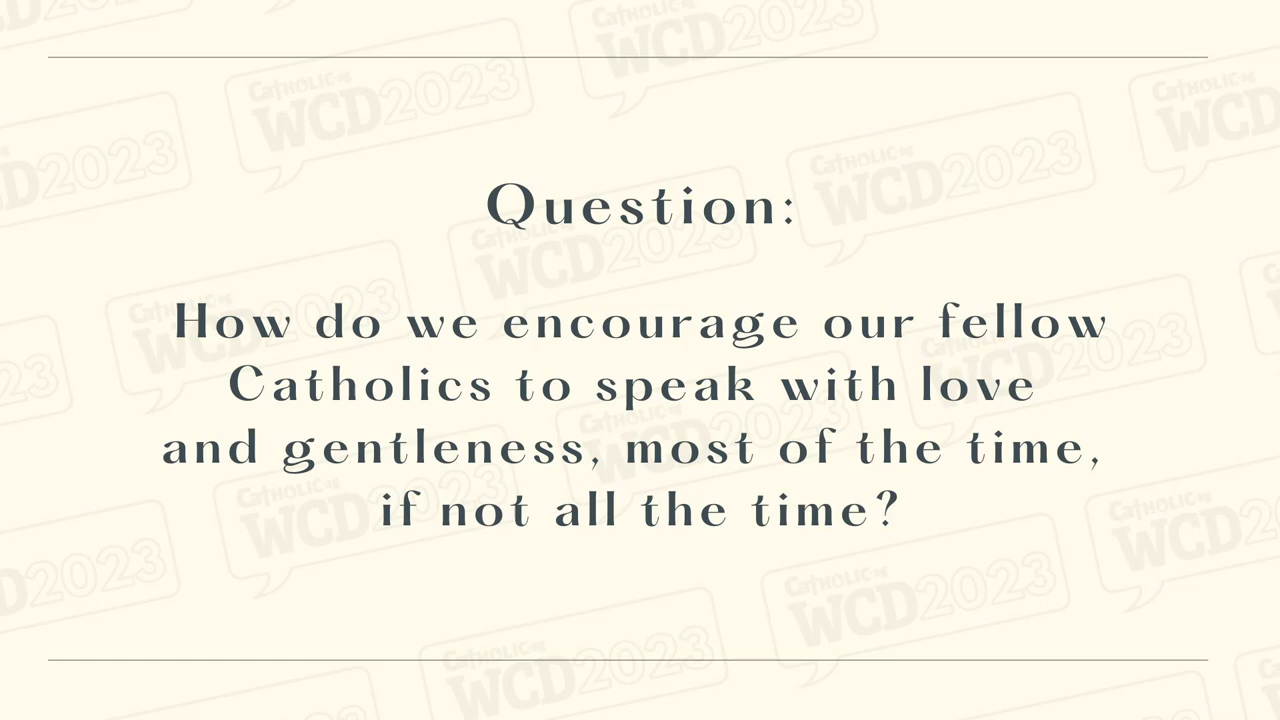 Question:
How do we encourage our fellow
Catholics to speak with love
and gentleness, most of the time,
if not all the time?